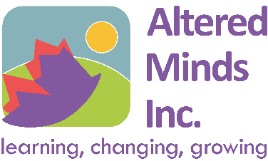 Altered
Minds
Inc.
learning, changing, growing